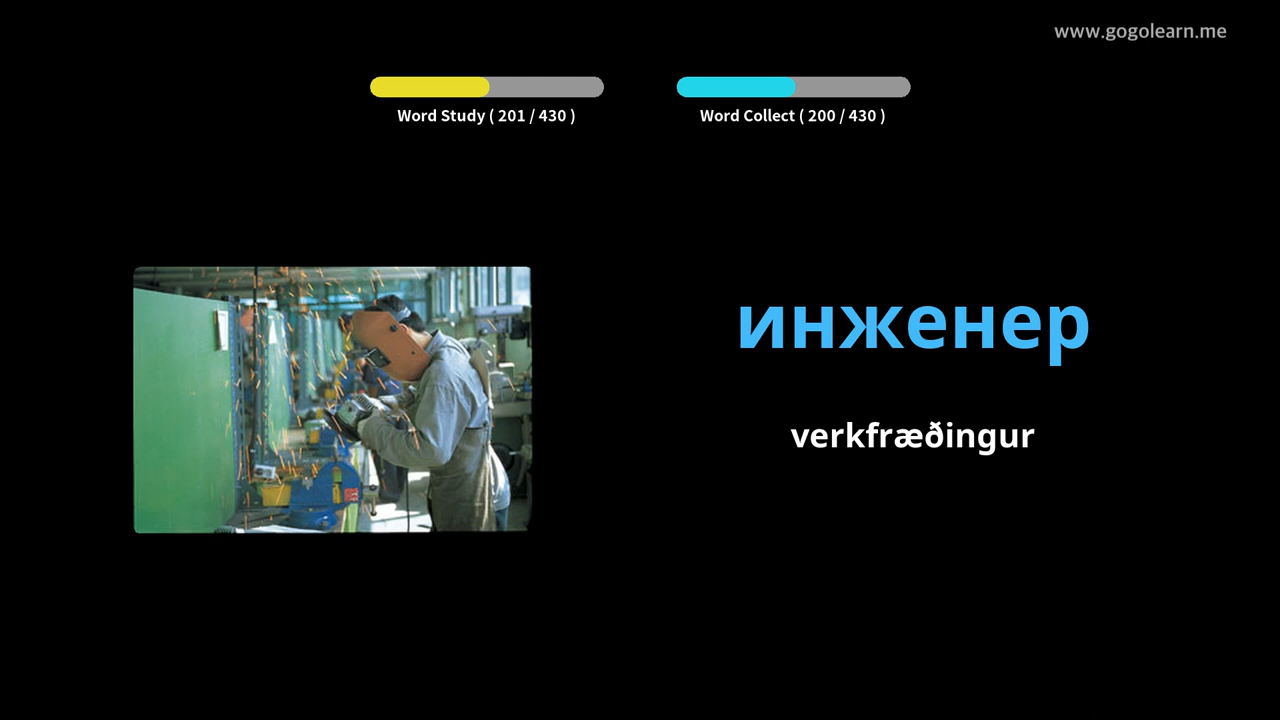 www.gogolearn.me
Word Study ( 201 / 430 )
Word Collect ( 200 / 430 )
инженер
verkfræðingur